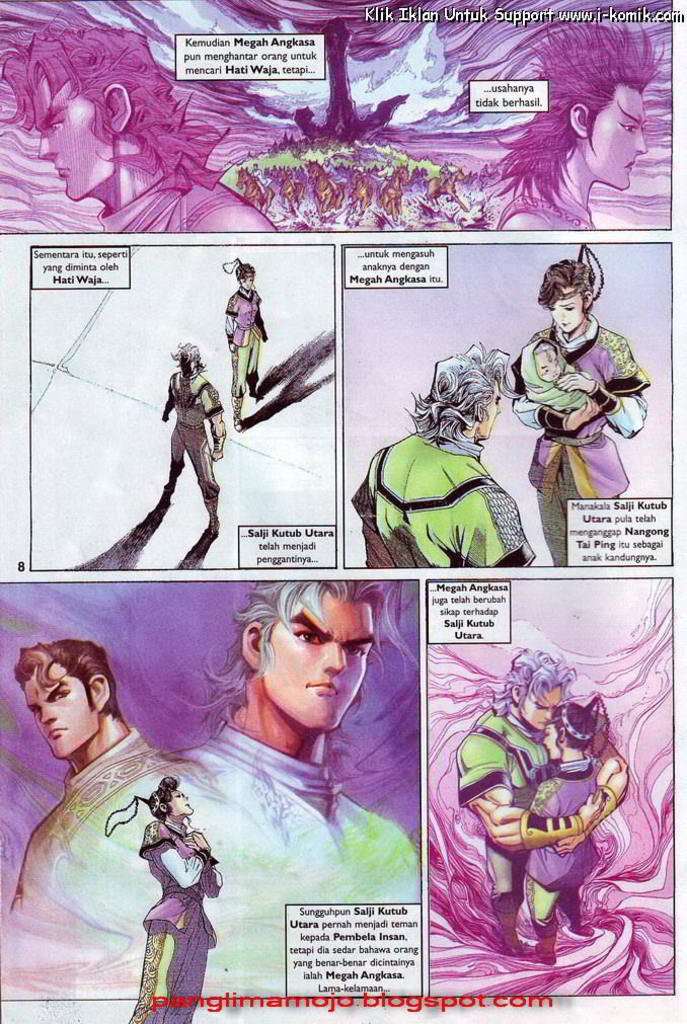 Klik Iklan Untuk Support www.i-komik.com
Kemudian Megah Angkasa
pun menghantar orang untuk
mencari Hati Waja, tetapi...
...usahanya
tidak berhasil.
Sementara itu, seperti
yang diminta oleh
Hati Waja...
...Salji Kutub Utara
telah menjadi
penggantinya...
...untuk mengasuh
anaknya dengan
Megah Angkasa itu.
Manakala Salji Kutub
Utara pula telah
menganggap Nangong
Tai Ping itu sebagai
anak kandungnya.
8
Sungguhpun Salji Kutub
Utara pernah menjadi teman
kepada Pembela Insan,
tetapi dia sedar bahawa orang
yang benar-benar dicintainya
ialah Megah Angkasa.
Lama-kelamaan...
...Megah Angkasa
juga telah berubah
sikap terhadap
Salji Kutub
Utara.
panglimamojo.blogspot.com